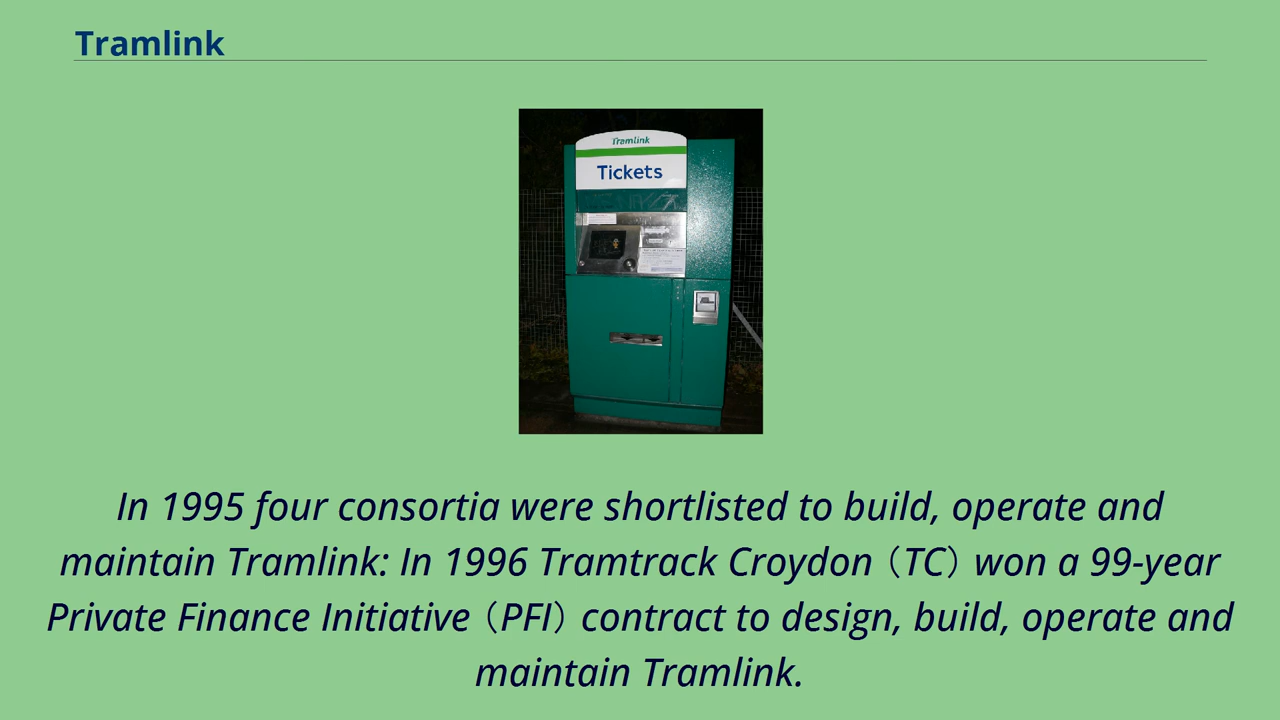 Tramlink
Tramlink
Tickets
In 1995 four consortia were shortlisted to build, operate and
maintain Tramlink: In 1996 Tramtrack Croydon (TC) won a 99-year
Private Finance Initiative (PFI) contract to design, build, operate and
maintain Tramlink.